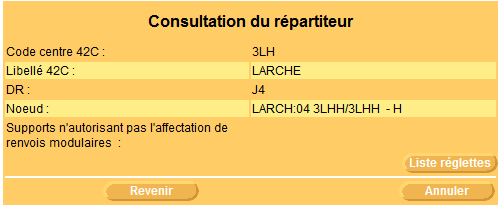 Consultation du répartiteur
Code centre 42C : 3LH
Libellé 42C : LARCHE
DR : J4
Noeud : LARCH:04 3LHH/3LHH - H
Supports n'autorisant pas l'affectation de
renvois modulaires :
Liste réglettes
Revenir Annuler